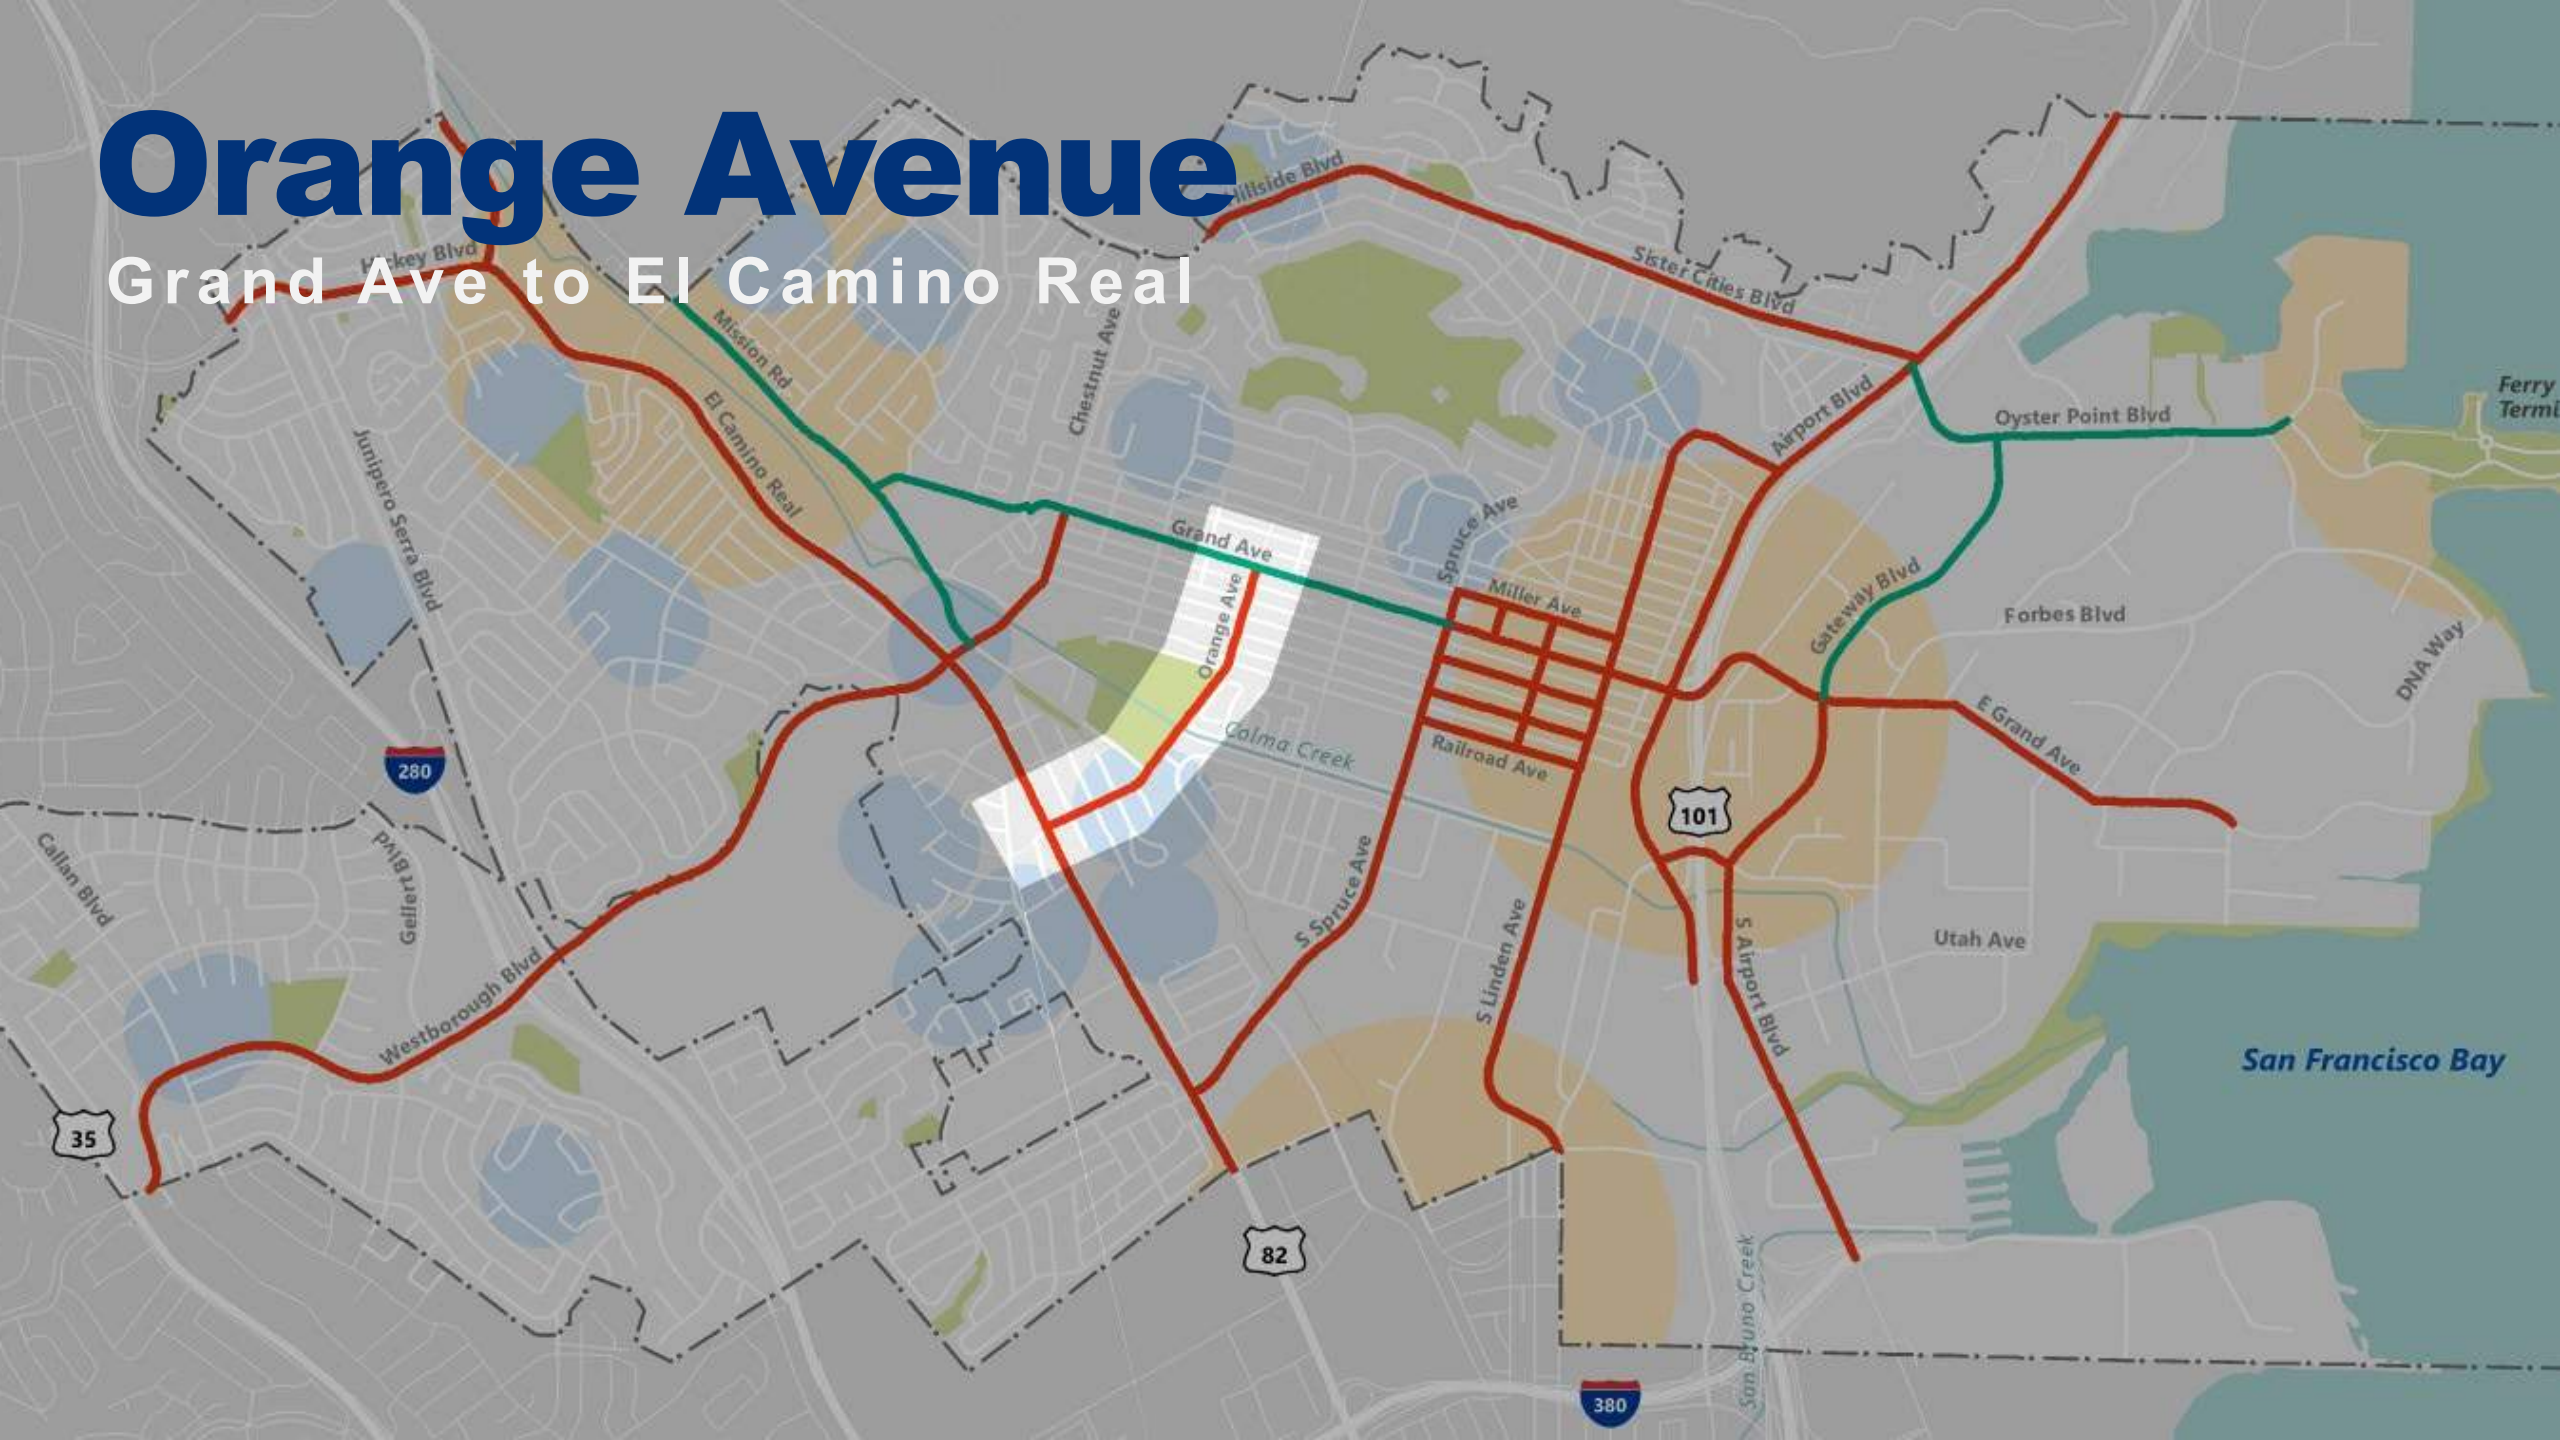 Orange Avenue
Grand Ave to El Camino Real
Hillside Blvd
Hickey Blvd
Sister Cities Blvd
Mission Rd
Chestnut Ave
El Camino Real
Junipero Serra Blvd
Airport Blvd
Oyster Point Blvd
Ferry
Grand Ave
Orange Ave
Spruce Ave
Miller Ave
Gateway Blvd
Forbes Blvd
DNA Way
E Grand Ave
Colma Creek
Railroad Ave
280
101
Callan Blvd
Gellert Blvd
Westborough Blvd
S Spruce Ave
S Linden Ave
S Airport Blvd
Utah Ave
San Francisco Bay
35
82
San Bruno Creek
380